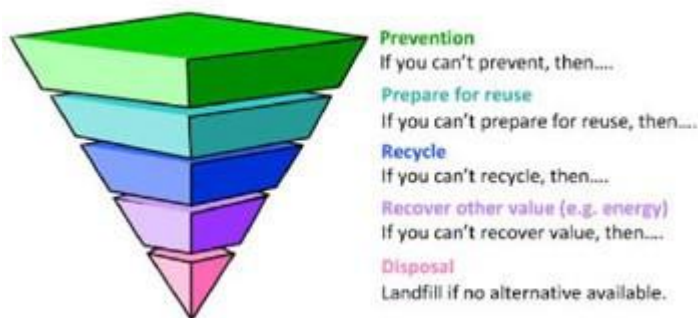 Prevention
If you can't prevent, then....
Prepare for reuse
If you can't prepare for reuse, then....
Recycle
If you can't recycle, then....
Recover other value (e.g. energy)
If you can't recover value, then....
Disposal
Landfill if no alternative available.